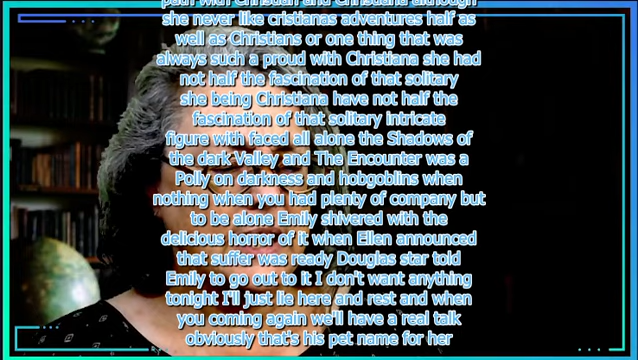 path with Christian and Christiana although
she never like cristianas adventures half as
well as Christians or one thing that was
always such a proud with Christiana she had
not half the fascination of that solitary
she being Christiana have not half the
fascination of that solitary intricate
figure with faced all alone the Shadows of
the dark Valley and The Encounter was a
Polly on darkness and hobgoblins when
nothing when you had plenty of company but
to be alone Emily shivered with the
delicious horror of it when Ellen announced
that suffer was ready Douglas star told
Emily to go out to it I don't want anything
tonight I'll just lie here and rest and when
you coming again we'll have a real talk
obviously that's his pet name for her